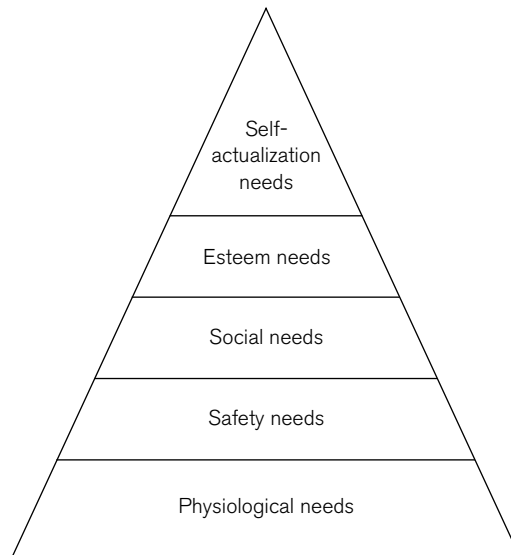 Self-
actualization
needs
Esteem needs
Social needs
Safety needs
Physiological needs